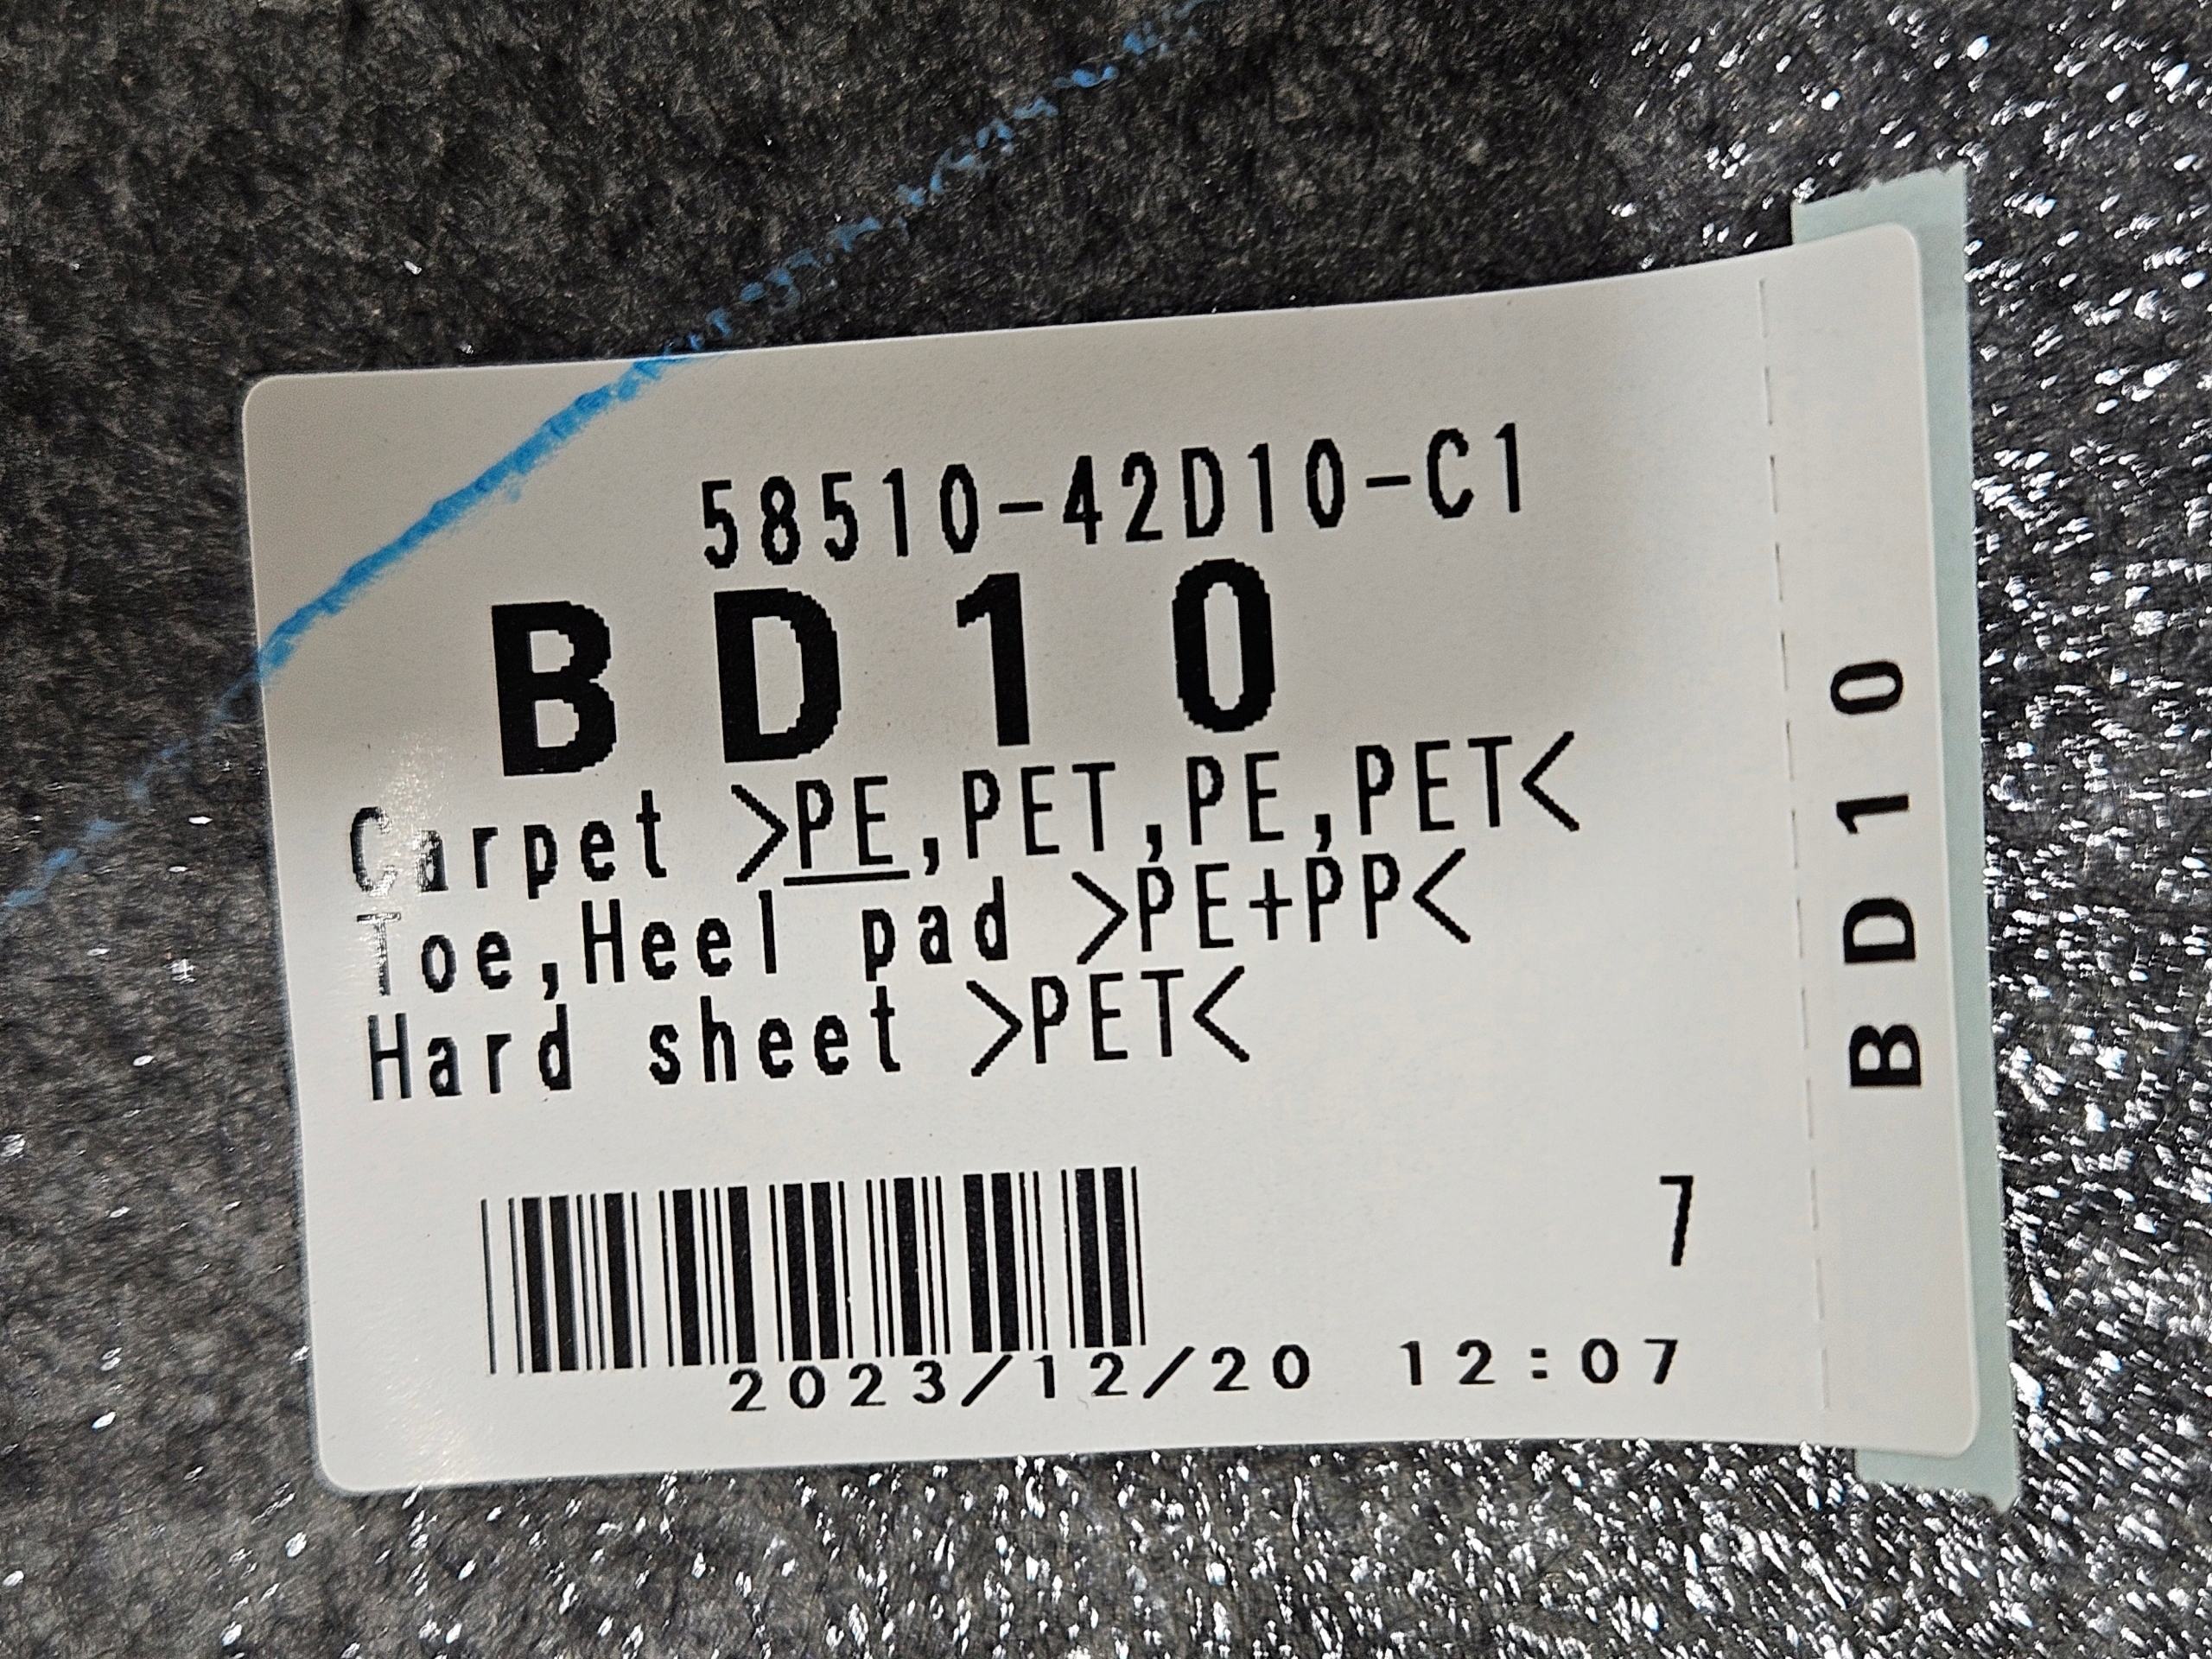 58510-42D10-C1
BD10
Carpet >PE,PET,PE,PET<
Toe,Heel pad >PE+PP<
Hard sheet >PET<
7
2023/12/20 12:07
BD10